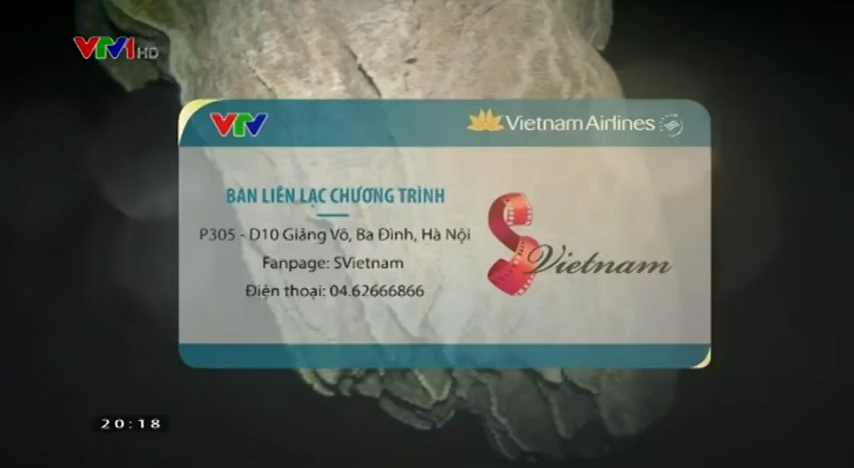 VTV1 HD
VTV
Vietnam Airlines
BAN LIÊN LẠC CHƯƠNG TRÌNH
P305 - D10 Giảng Võ, Ba Đình, Hà Nội
Fanpage: SVietnam
Điện thoại: 04.62666866
S Vietnam
20:18